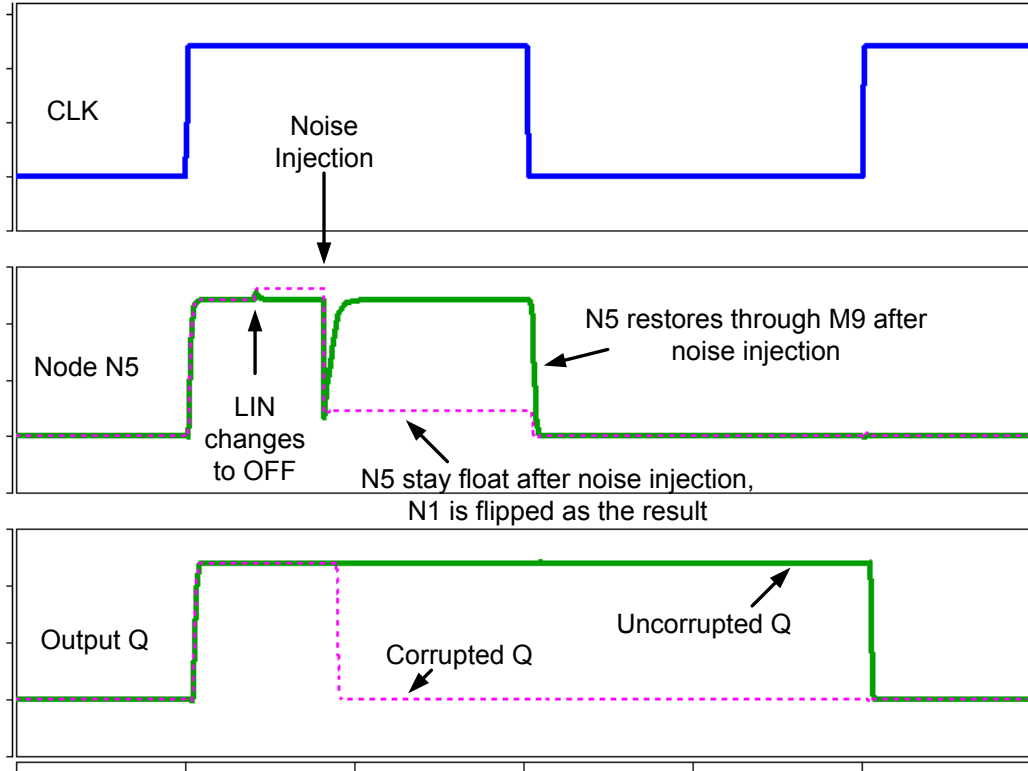 CLK
Noise
Injection
Node N5
LIN
changes
to OFF
N5 restores through M9 after
noise injection
N5 stay float after noise injection,
N1 is flipped as the result
Output Q
Corrupted Q
Uncorrupted Q